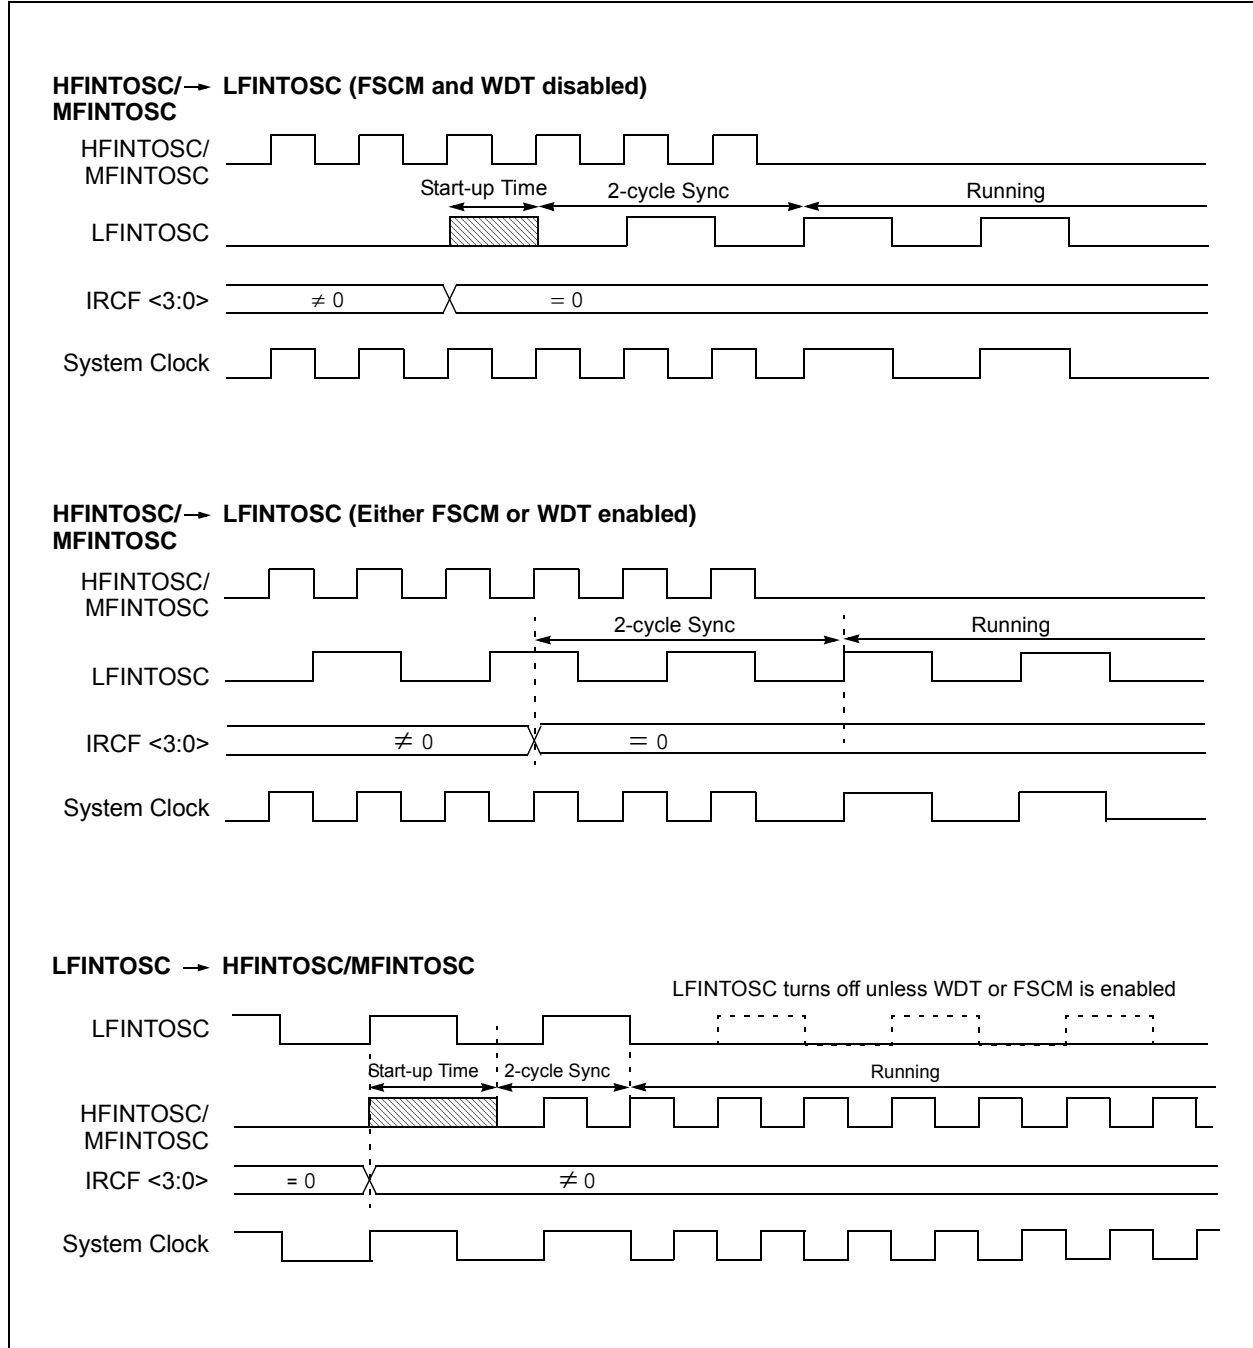 HFINTOSC/→ LFINTOSC (FSCM and WDT disabled)
MFINTOSC
HFINTOSC/
MFINTOSC
Start-up Time 2-cycle Sync Running
LFINTOSC
IRCF <3:0> ≠ 0 = 0
System Clock
HFINTOSC/→ LFINTOSC (Either FSCM or WDT enabled)
MFINTOSC
HFINTOSC/
MFINTOSC
2-cycle Sync Running
LFINTOSC
IRCF <3:0> ≠ 0 = 0
System Clock
LFINTOSC → HFINTOSC/MFINTOSC
LFINTOSC turns off unless WDT or FSCM is enabled
LFINTOSC
Start-up Time 2-cycle Sync Running
HFINTOSC/
MFINTOSC
IRCF <3:0> = 0 ≠ 0
System Clock